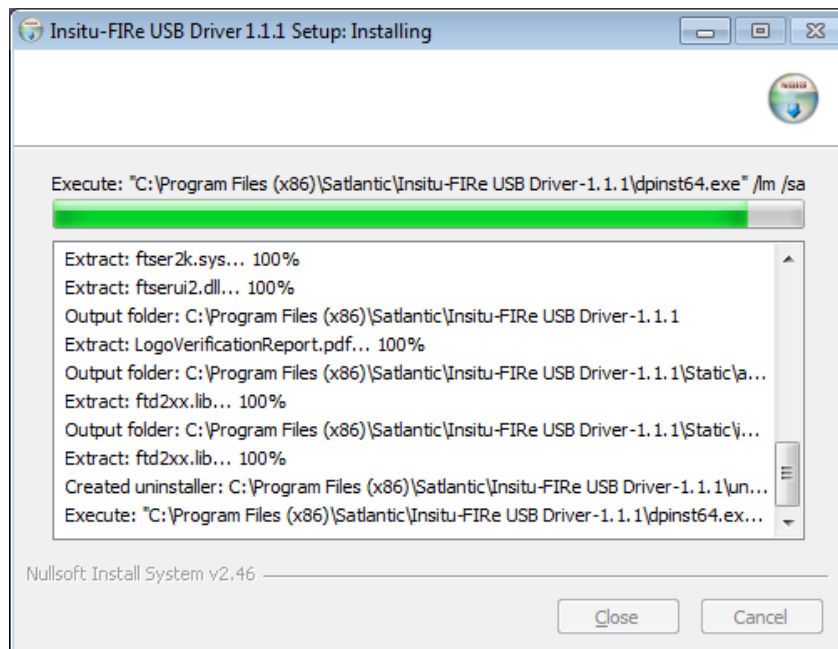 Insitu-FIRe USB Driver 1.1.1 Setup: Installing
Execute: "C:\Program Files (x86)\Satlantic\Insitu-FIRe USB Driver-1.1.1\dpinst64.exe" /lm /sa
Extract: ftser2k.sys... 100%
Extract: ftserui2.dll... 100%
Output folder: C:\Program Files (x86)\Satlantic\Insitu-FIRe USB Driver-1.1.1
Extract: LogoVerificationReport.pdf... 100%
Output folder: C:\Program Files (x86)\Satlantic\Insitu-FIRe USB Driver-1.1.1\Static\a...
Extract: ftd2xx.lib... 100%
Output folder: C:\Program Files (x86)\Satlantic\Insitu-FIRe USB Driver-1.1.1\Static\i...
Extract: ftd2xx.lib... 100%
Created uninstaller: C:\Program Files (x86)\Satlantic\Insitu-FIRe USB Driver-1.1.1\un...
Execute: "C:\Program Files (x86)\Satlantic\Insitu-FIRe USB Driver-1.1.1\dpinst64.ex...
Nullsoft Install System v2.46
Close
Cancel